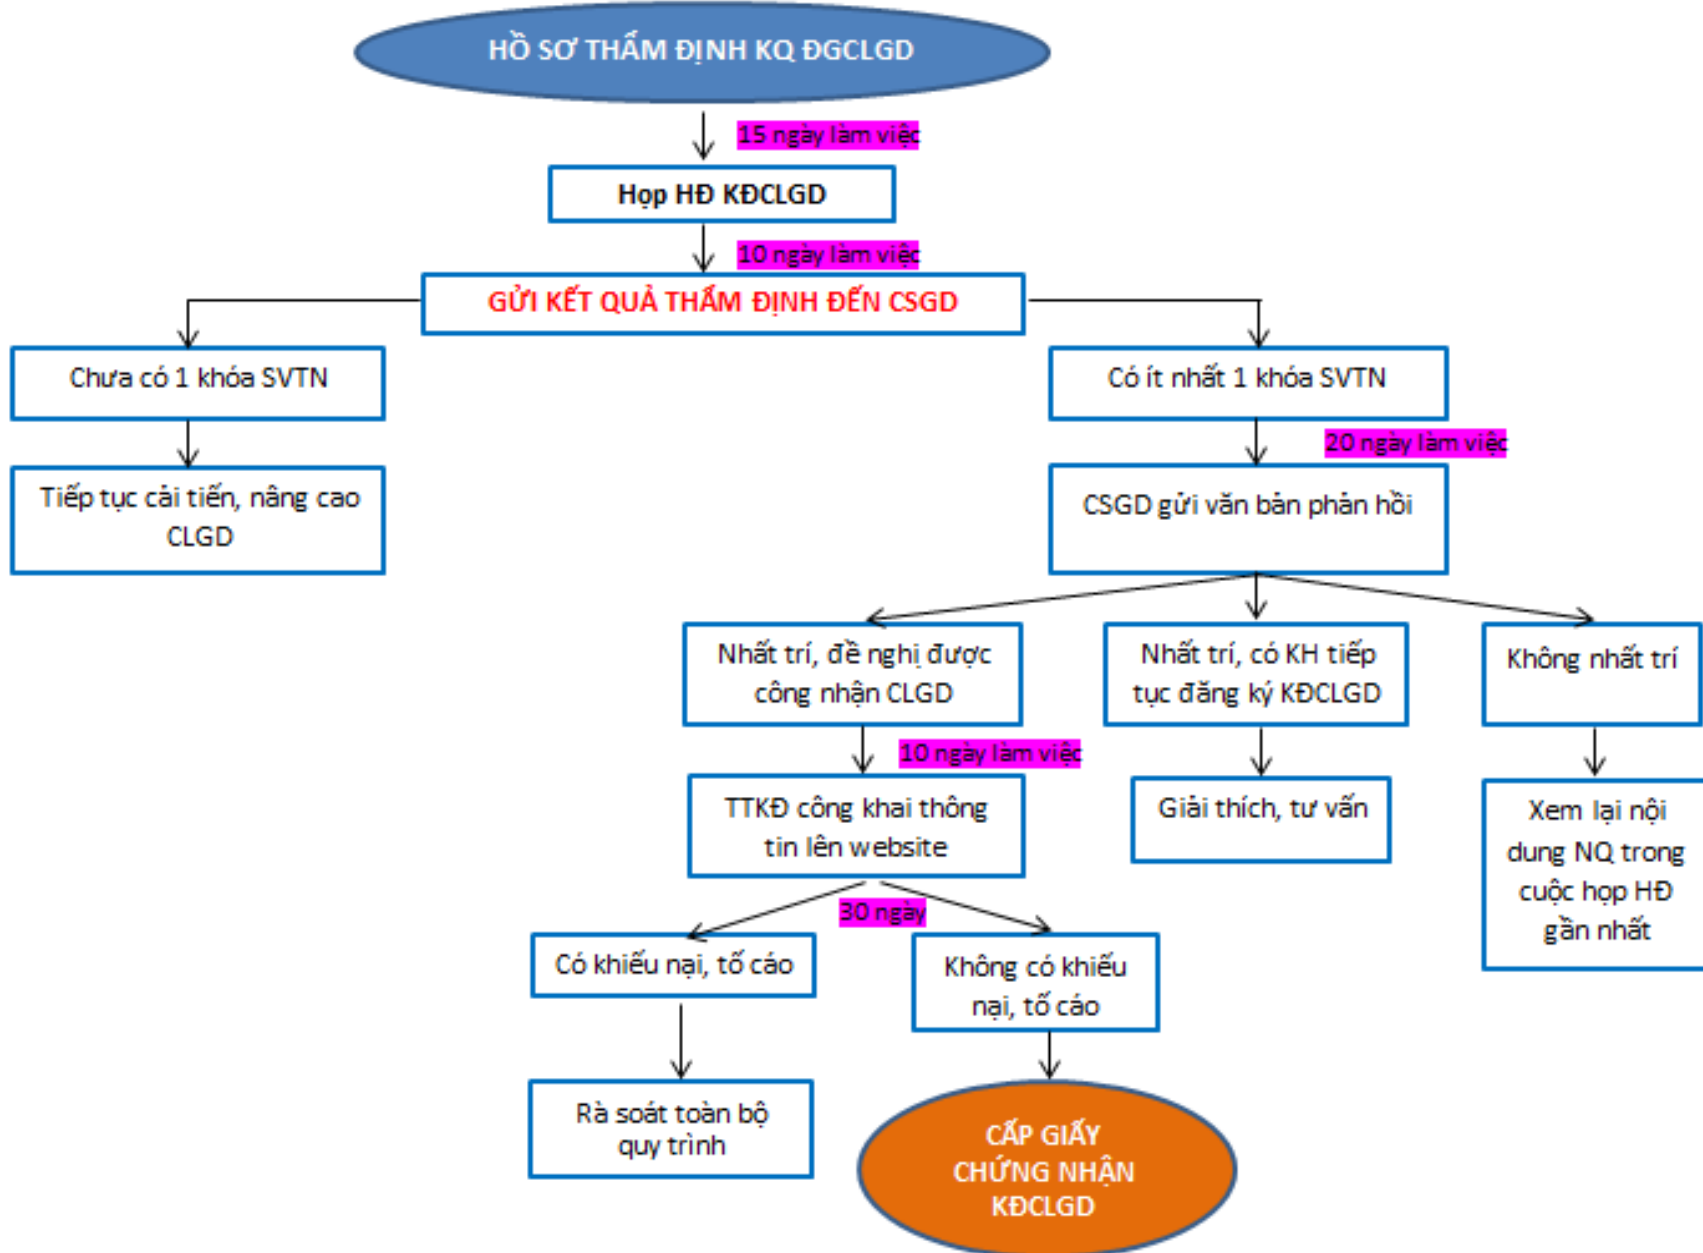 HỒ SƠ THẨM ĐỊNH KQ ĐGCLGD
15 ngày làm việc
Họp HĐ KĐCLGD
10 ngày làm việc
GỬI KẾT QUẢ THẨM ĐỊNH ĐẾN CSGD
Chưa có 1 khóa SVTN
Có ít nhất 1 khóa SVTN
20 ngày làm việc
Tiếp tục cải tiến, nâng cao
CLGD
CSGD gửi văn bản phản hồi
Nhất trí, đề nghị được
công nhận CLGD
Nhất trí, có KH tiếp
tục đăng ký KĐCLGD
Không nhất trí
10 ngày làm việc
TTKĐ công khai thông
tin lên website
Giải thích, tư vấn
Xem lại nội
dung NQ trong
cuộc họp HĐ
gần nhất
30 ngày
Có khiếu nại, tố cáo
Không có khiếu
nại, tố cáo
Rà soát toàn bộ
quy trình
CẤP GIẤY
CHỨNG NHẬN
KĐCLGD